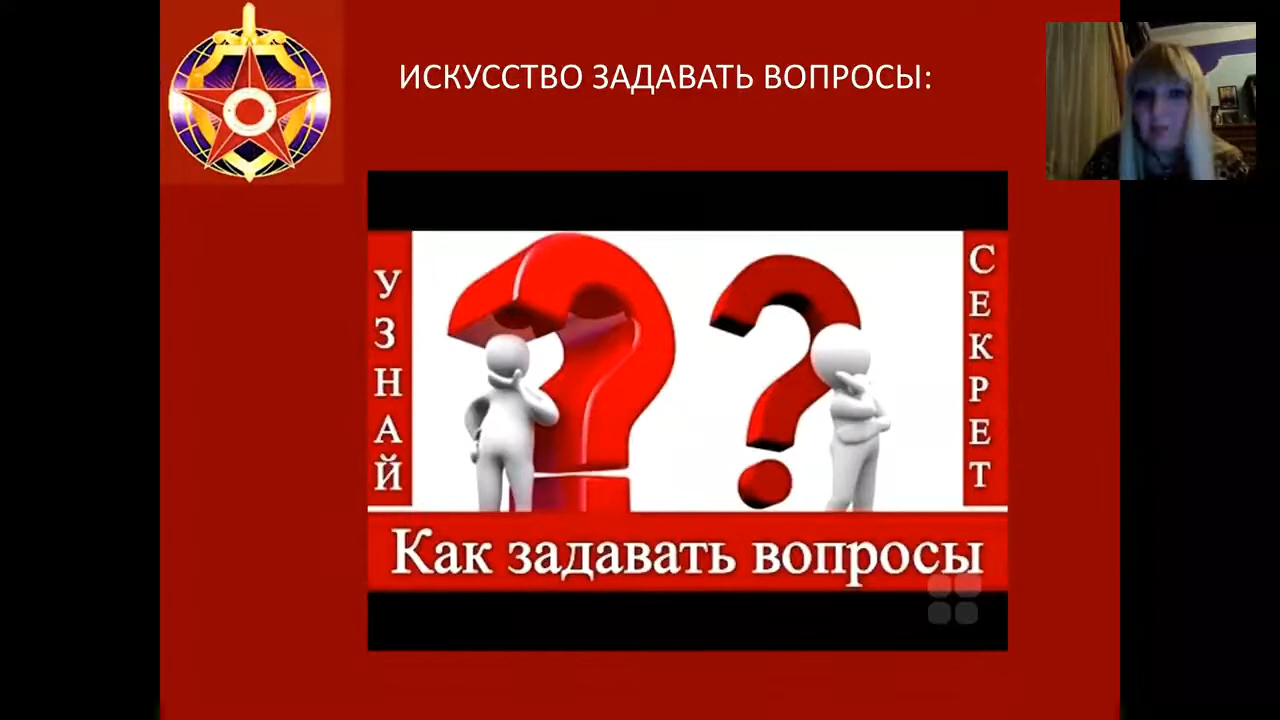 ИСКУССТВО ЗАДАВАТЬ ВОПРОСЫ:
УЗНАЙ
СЕКРЕТ
Как задавать вопросы